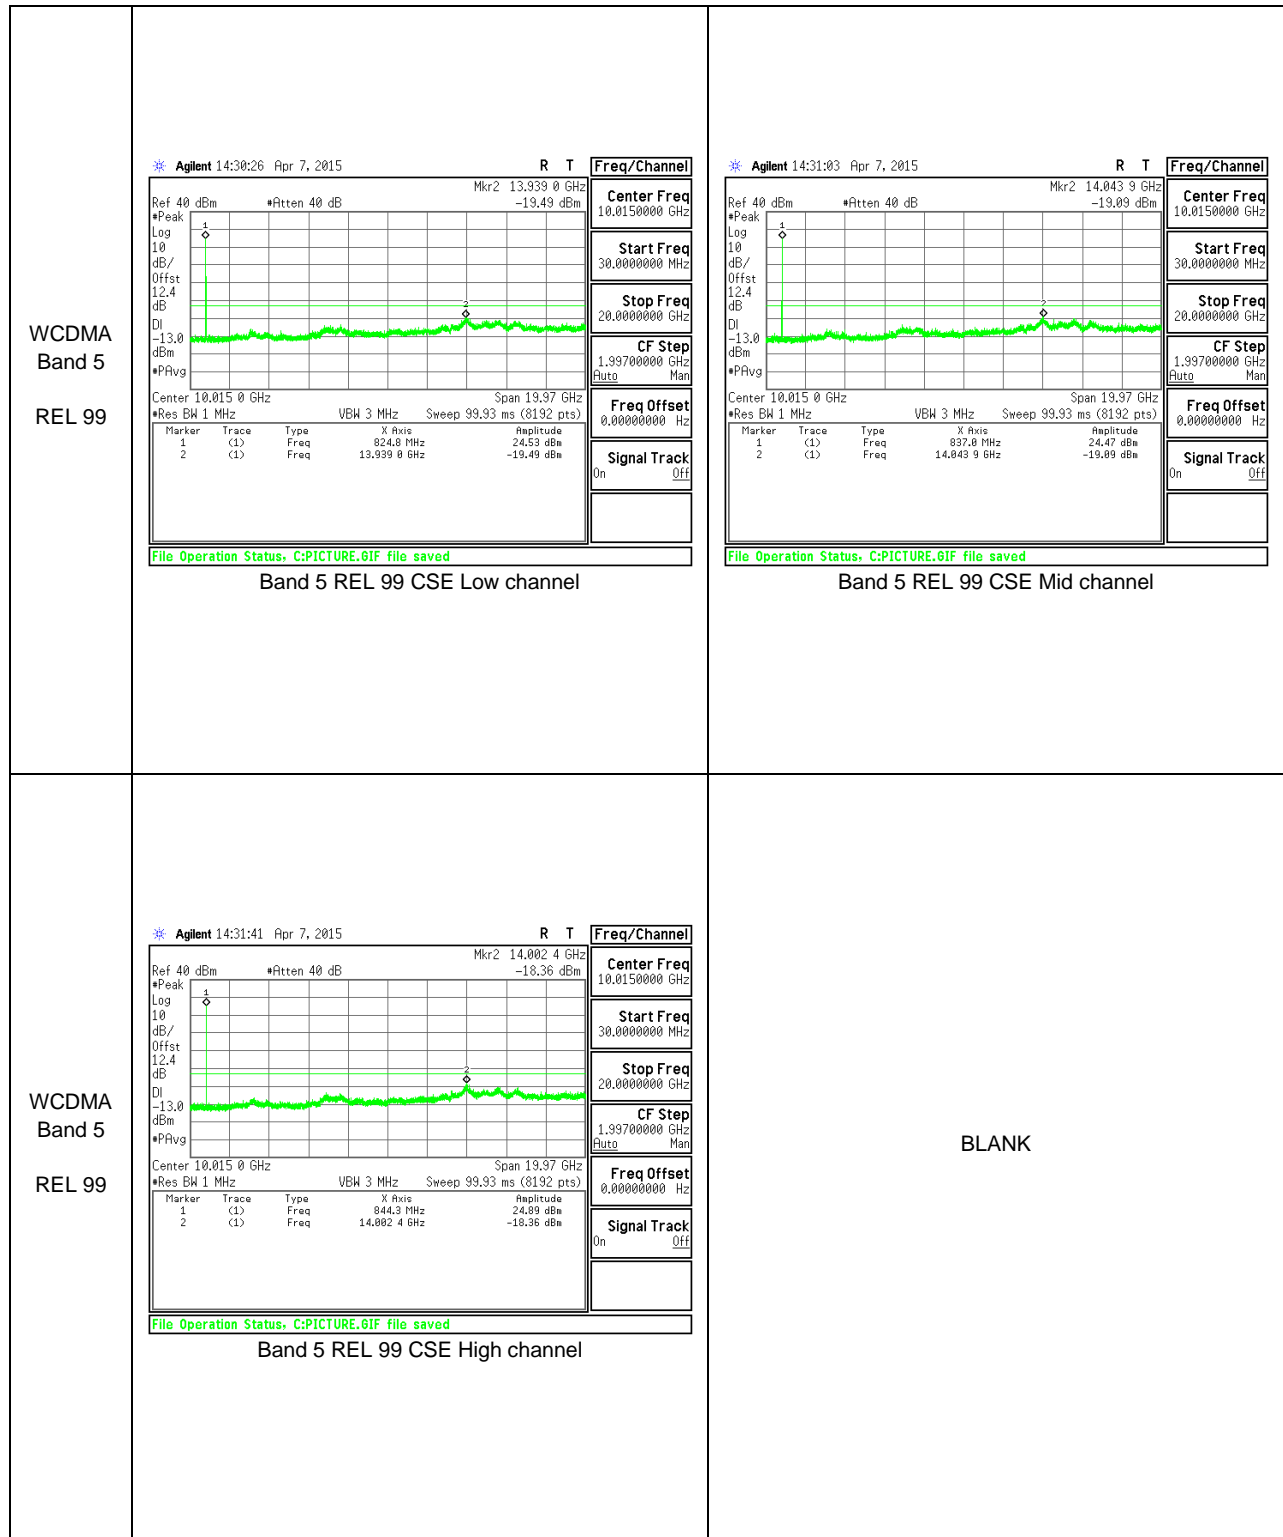 WCDMA
Band 5
REL 99
Agilent 14:30:26 Apr 7, 2015 R T
Freq/Channel
Mkr2 13.939 0 GHz
Ref 40 dBm #Atten 40 dB -19.49 dBm
#Peak
Log
10
dB/
Offst
12.4
dB
DI
-13.0
dBm
#PAvg
1
2
Center 10.015 0 GHz Span 19.97 GHz
#Res BW 1 MHz VBW 3 MHz Sweep 99.93 ms (8192 pts)
Marker Trace Type X Axis Amplitude
1 (1) Freq 824.8 MHz 24.53 dBm
2 (1) Freq 13.939 0 GHz -19.49 dBm
Center Freq
10.0150000 GHz
Start Freq
30.0000000 MHz
Stop Freq
20.0000000 GHz
CF Step
1.99700000 GHz
Auto Man
Freq Offset
0.00000000 Hz
Signal Track
On Off
File Operation Status, C:PICTURE.GIF file saved
Band 5 REL 99 CSE Low channel
Agilent 14:31:03 Apr 7, 2015 R T
Freq/Channel
Mkr2 14.043 9 GHz
Ref 40 dBm #Atten 40 dB -19.09 dBm
#Peak
Log
10
dB/
Offst
12.4
dB
DI
-13.0
dBm
#PAvg
1
2
Center 10.015 0 GHz Span 19.97 GHz
#Res BW 1 MHz VBW 3 MHz Sweep 99.93 ms (8192 pts)
Marker Trace Type X Axis Amplitude
1 (1) Freq 837.0 MHz 24.47 dBm
2 (1) Freq 14.043 9 GHz -19.09 dBm
Center Freq
10.0150000 GHz
Start Freq
30.0000000 MHz
Stop Freq
20.0000000 GHz
CF Step
1.99700000 GHz
Auto Man
Freq Offset
0.00000000 Hz
Signal Track
On Off
File Operation Status, C:PICTURE.GIF file saved
Band 5 REL 99 CSE Mid channel
WCDMA
Band 5
REL 99
Agilent 14:31:41 Apr 7, 2015 R T
Freq/Channel
Mkr2 14.002 4 GHz
Ref 40 dBm #Atten 40 dB -18.36 dBm
#Peak
Log
10
dB/
Offst
12.4
dB
DI
-13.0
dBm
#PAvg
1
2
Center 10.015 0 GHz Span 19.97 GHz
#Res BW 1 MHz VBW 3 MHz Sweep 99.93 ms (8192 pts)
Marker Trace Type X Axis Amplitude
1 (1) Freq 844.3 MHz 24.89 dBm
2 (1) Freq 14.002 4 GHz -18.36 dBm
Center Freq
10.0150000 GHz
Start Freq
30.0000000 MHz
Stop Freq
20.0000000 GHz
CF Step
1.99700000 GHz
Auto Man
Freq Offset
0.00000000 Hz
Signal Track
On Off
File Operation Status, C:PICTURE.GIF file saved
Band 5 REL 99 CSE High channel
BLANK